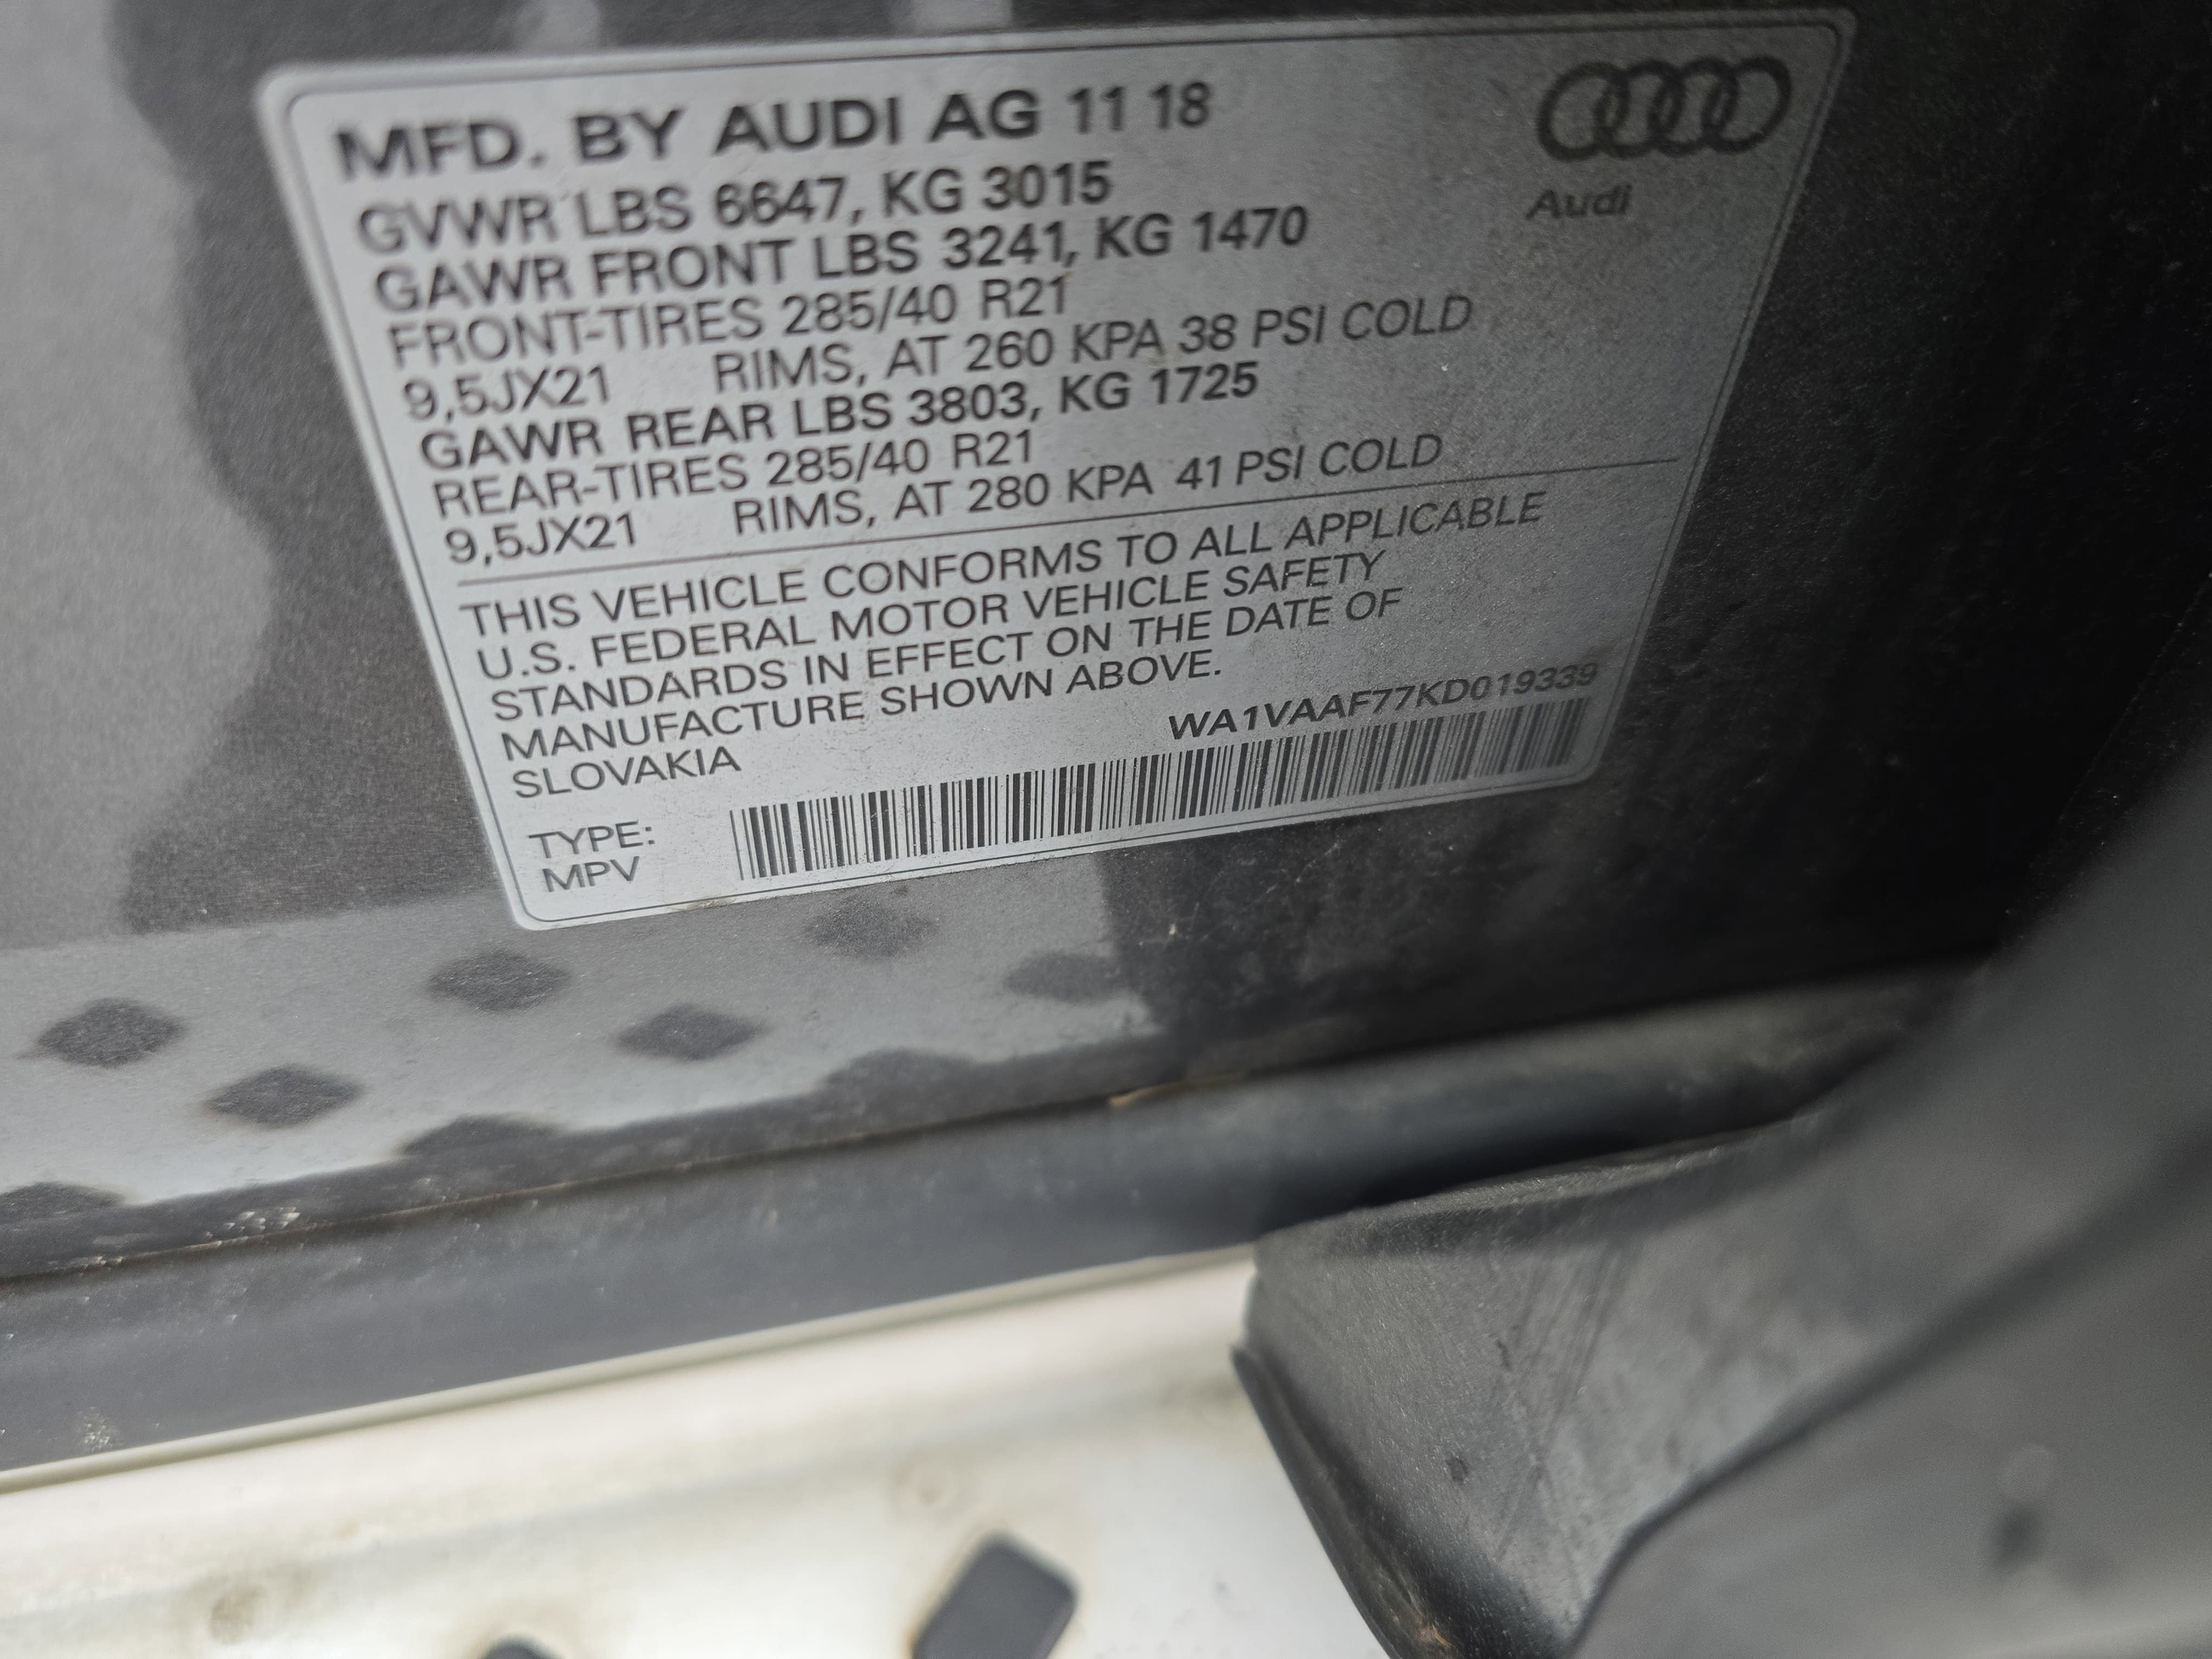 MFD. BY AUDI AG 11 18
Audi
GVWR LBS 6647, KG 3015
GAWR FRONT LBS 3241, KG 1470
FRONT-TIRES 285/40 R21
9,5JX21 RIMS, AT 260 KPA 38 PSI COLD
GAWR REAR LBS 3803, KG 1725
REAR-TIRES 285/40 R21
9,5JX21 RIMS, AT 280 KPA 41 PSI COLD
THIS VEHICLE CONFORMS TO ALL APPLICABLE
U.S. FEDERAL MOTOR VEHICLE SAFETY
STANDARDS IN EFFECT ON THE DATE OF
MANUFACTURE SHOWN ABOVE.
SLOVAKIA WA1VAAF77KD019339
TYPE:
MPV